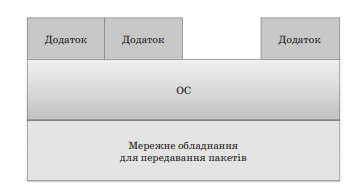 Додаток
Додаток
Додаток
ОС
Мережне обладнання
для передавання пакетів